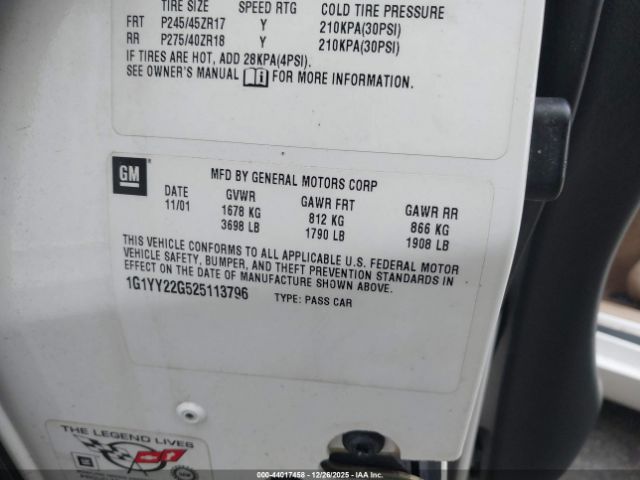 TIRE SIZE SPEED RTG COLD TIRE PRESSURE
FRT P245/45ZR17 Y 210KPA(30PSI)
RR P275/40ZR18 Y 210KPA(30PSI)
IF TIRES ARE HOT, ADD 28KPA(4PSI).
SEE OWNER'S MANUAL FOR MORE INFORMATION.
GM
MFD BY GENERAL MOTORS CORP
DATE GVWR GAWR FRT GAWR RR
11/01 1678 KG 812 KG 866 KG
3698 LB 1790 LB 1908 LB
THIS VEHICLE CONFORMS TO ALL APPLICABLE U.S. FEDERAL MOTOR
VEHICLE SAFETY, BUMPER, AND THEFT PREVENTION STANDARDS IN
EFFECT ON THE DATE OF MANUFACTURE SHOWN ABOVE.
1G1YY22G525113796 TYPE: PASS CAR
THE LEGEND LIVES
GM
000-44017458 - 12/26/2025 - IAAI